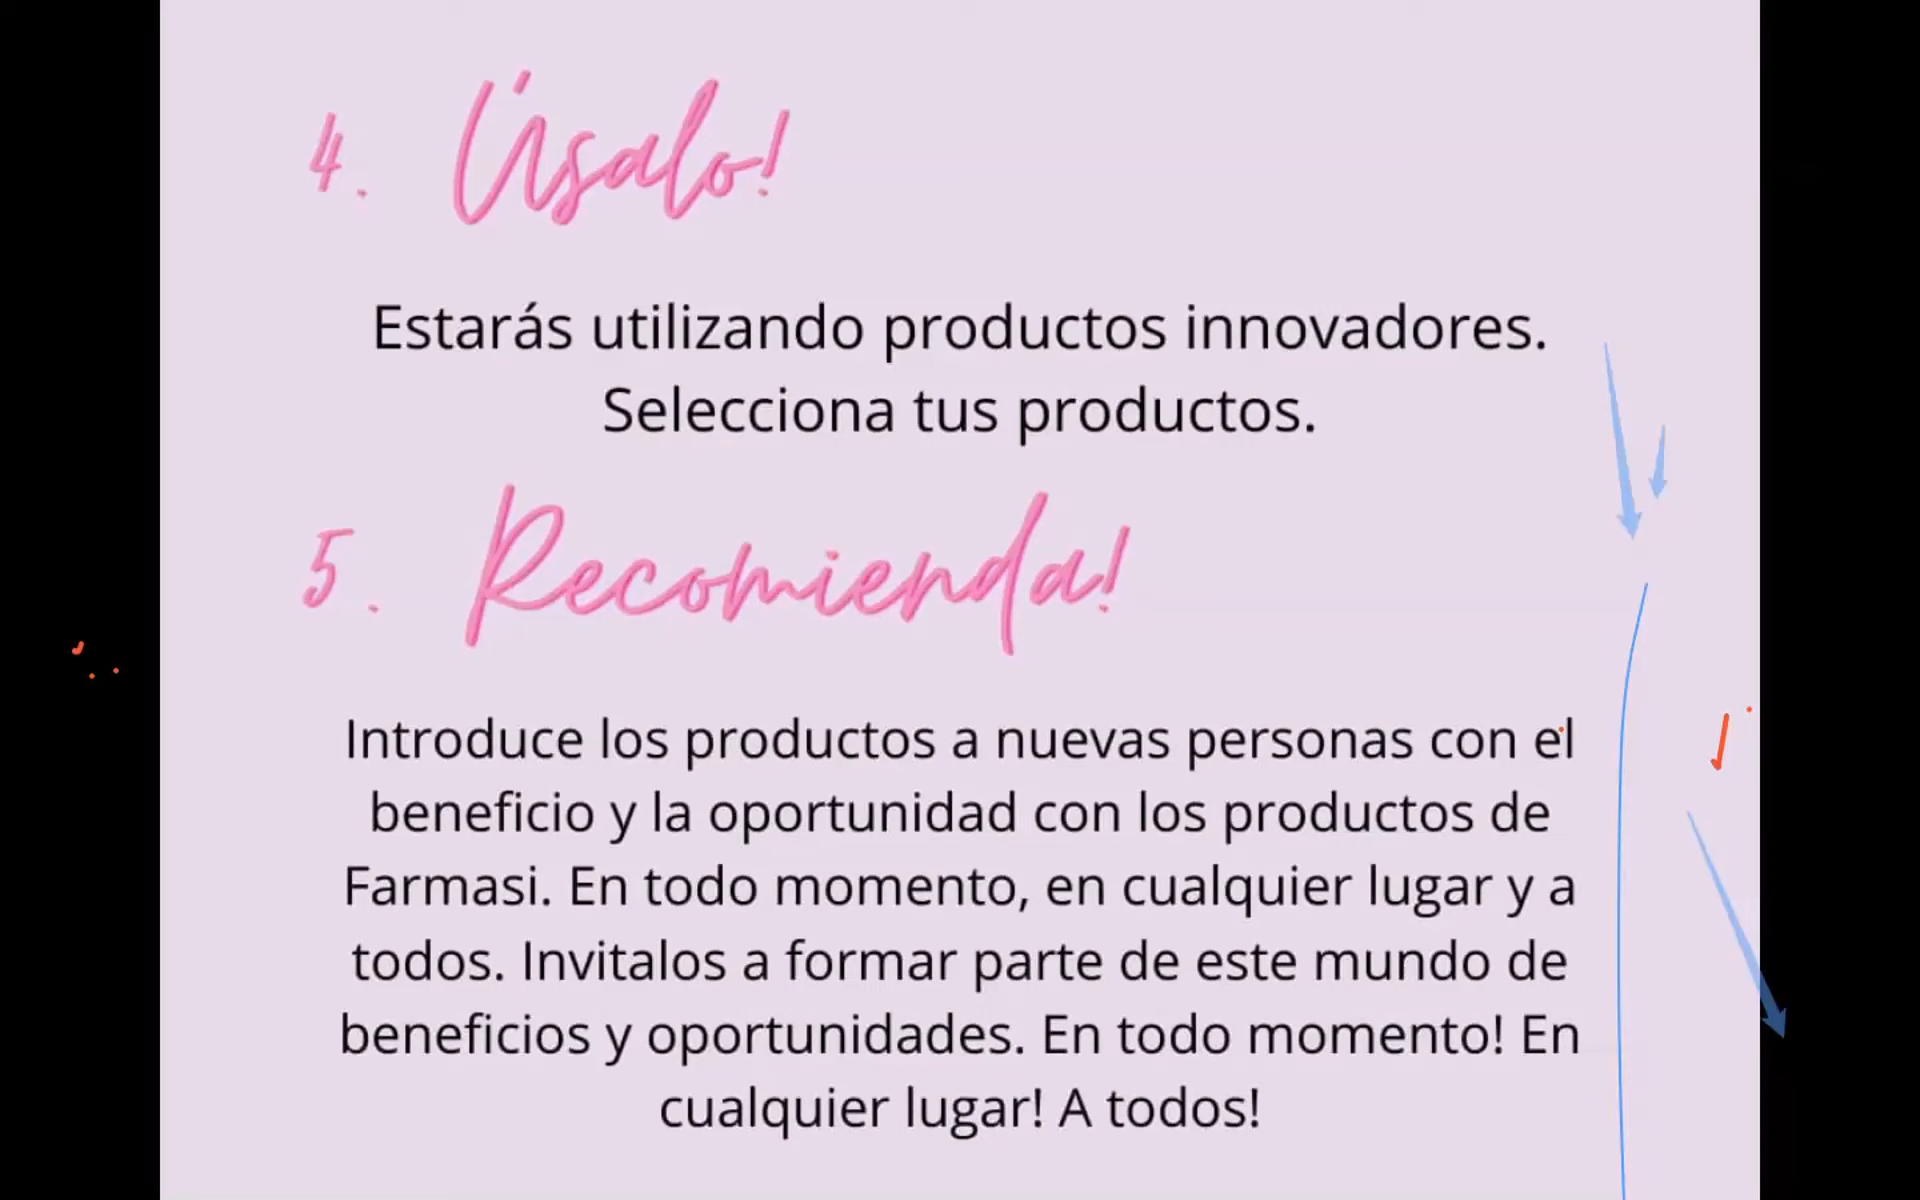 4. Úsalo!
Estarás utilizando productos innovadores.
Selecciona tus productos.
5. Recomienda!
Introduce los productos a nuevas personas con el
beneficio y la oportunidad con los productos de
Farmasi. En todo momento, en cualquier lugar y a
todos. Invitalos a formar parte de este mundo de
beneficios y oportunidades. En todo momento! En
cualquier lugar! A todos!